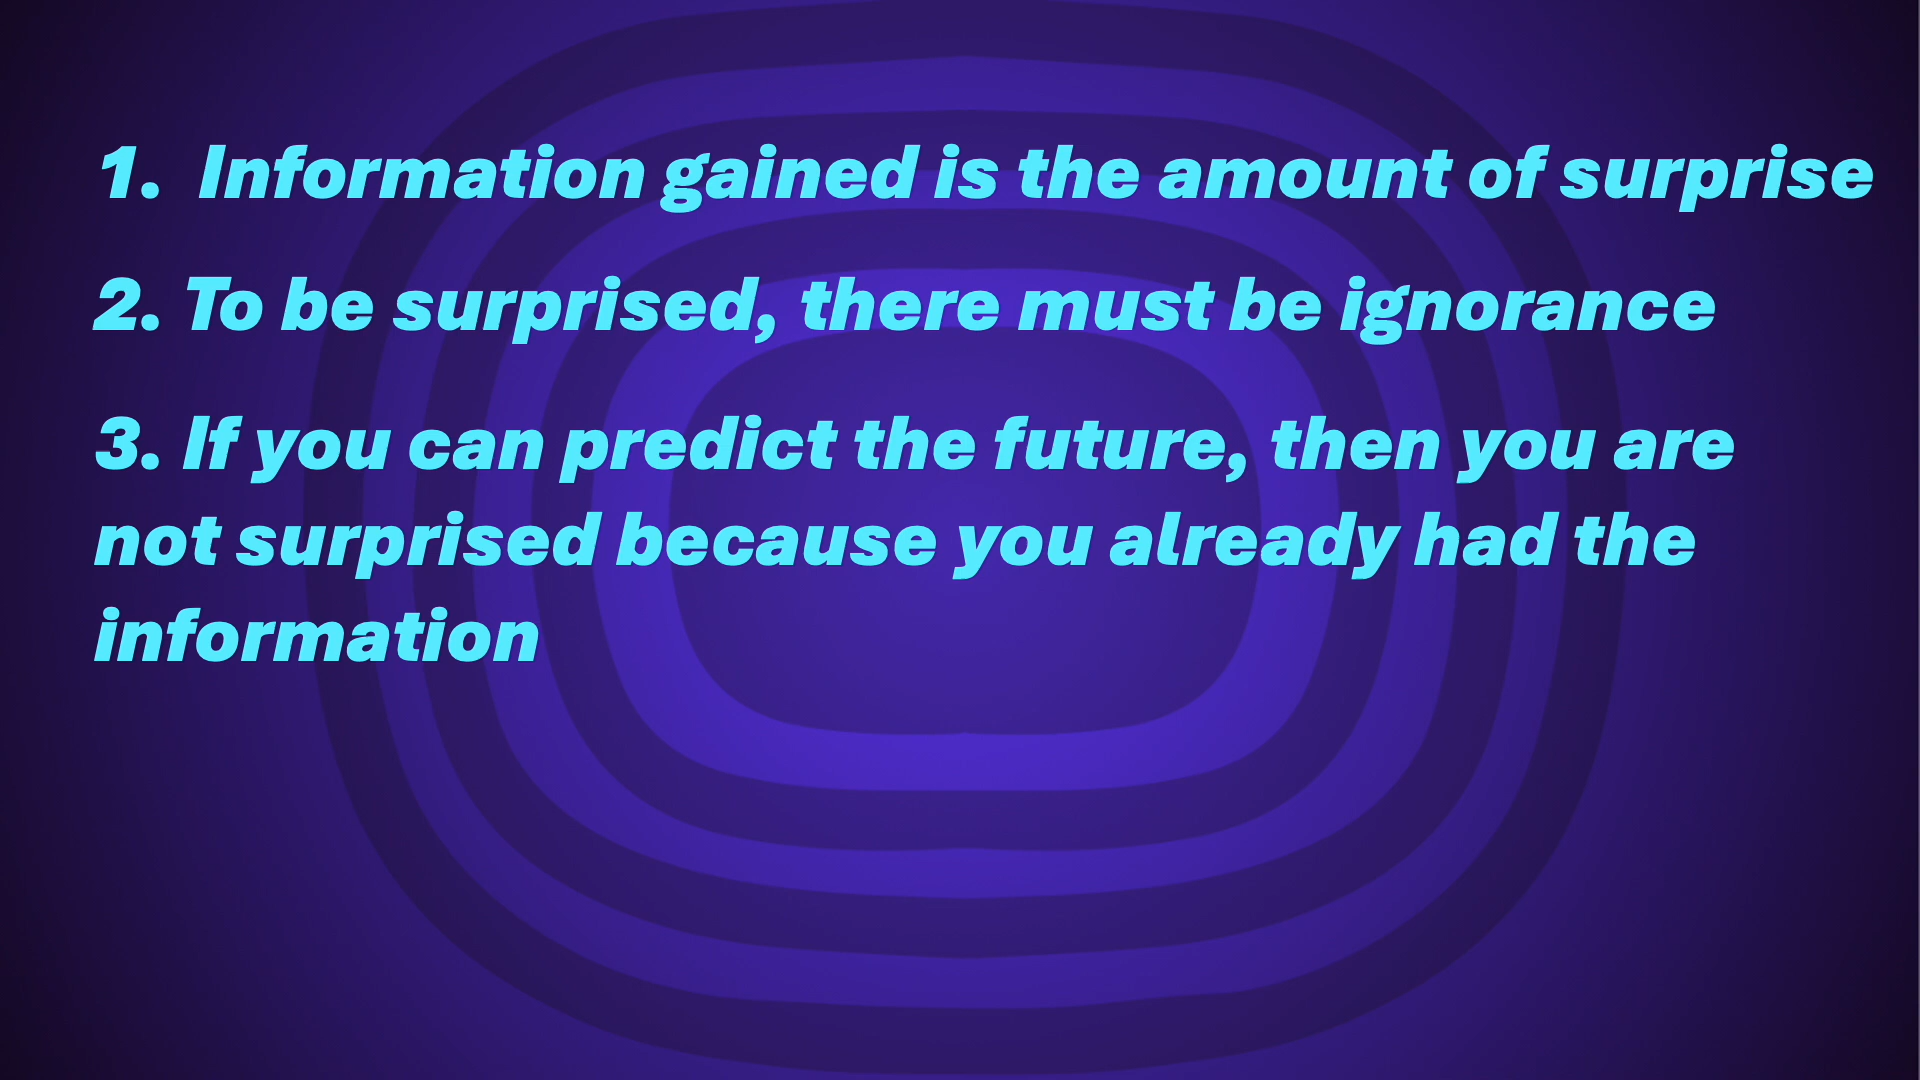 1. Information gained is the amount of surprise
2. To be surprised, there must be ignorance
3. If you can predict the future, then you are
not surprised because you already had the
information